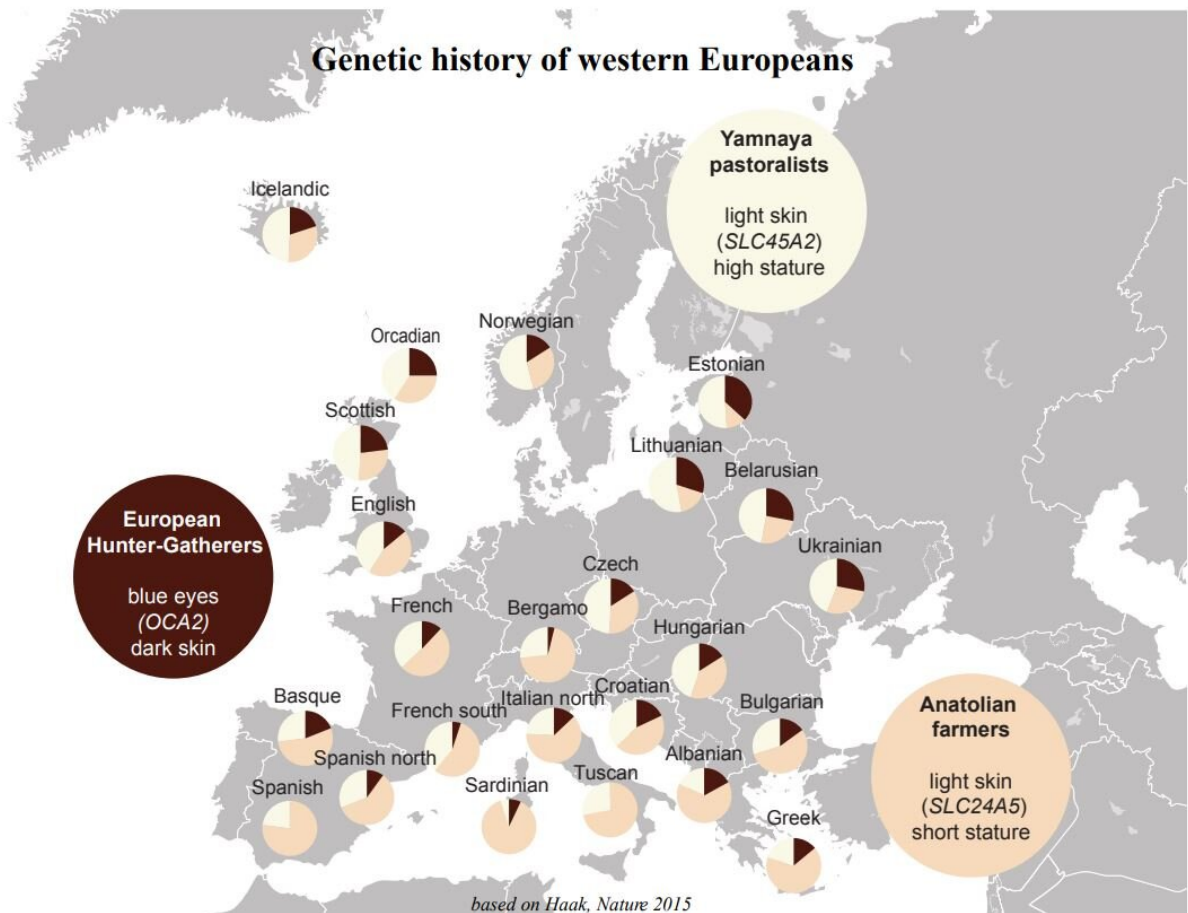 Genetic history of western Europeans
Yamnaya
pastoralists
light skin
(SLC45A2)
high stature
Icelandic
Orcadian
Norwegian
Estonian
Scottish
Lithuanian
Belarusian
European
Hunter-Gatherers
blue eyes
(OCA2)
dark skin
English
Ukrainian
Czech
French
Bergamo
Hungarian
Basque
French south
Italian north
Croatian
Bulgarian
Anatolian
farmers
light skin
(SLC24A5)
short stature
Spanish north
Albanian
Spanish
Sardinian
Tuscan
Greek
based on Haak, Nature 2015